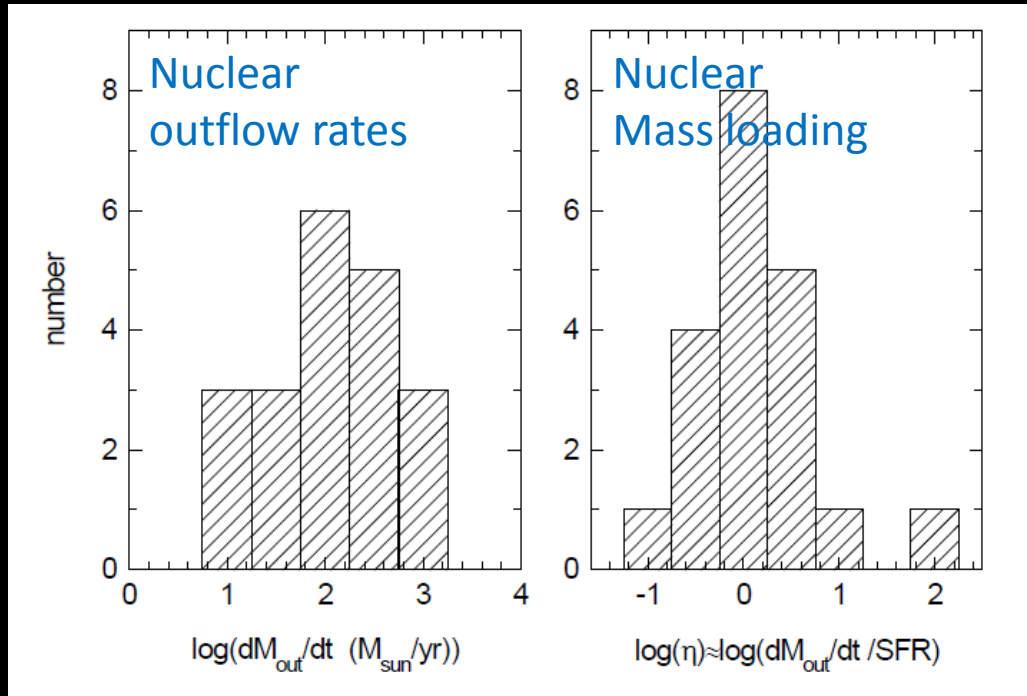 Nuclear
outflow rates
Nuclear
Mass loading
number
8
6
4
2
0
0 1 2 3 4
log(dM_out/dt (M_sun/yr))
8
6
4
2
0
-1 0 1 2
log(η)≈log(dM_out/dt /SFR)